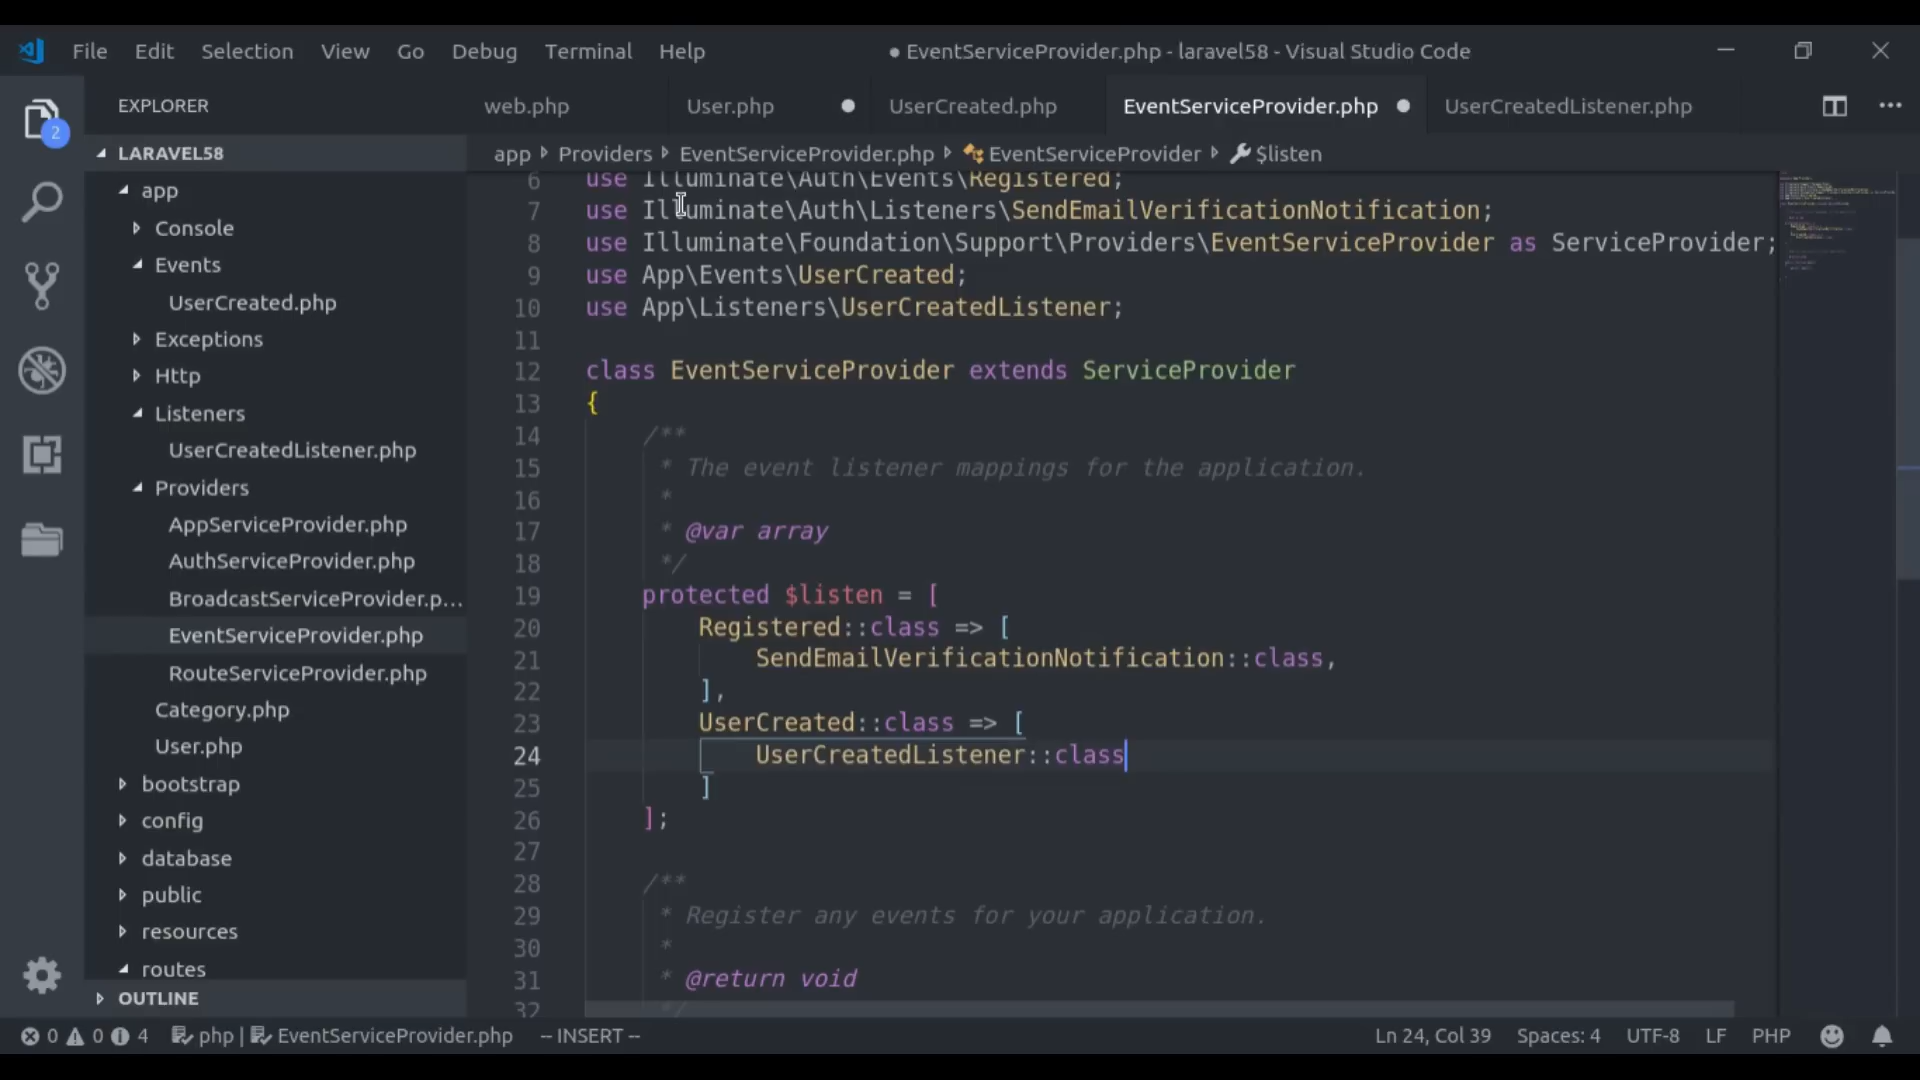 File Edit Selection View Go Debug Terminal Help ● EventServiceProvider.php - laravel58 - Visual Studio Code
EXPLORER
web.php User.php UserCreated.php EventServiceProvider.php UserCreatedListener.php
2
LARAVEL58
app
Console
Events
UserCreated.php
Exceptions
Http
Listeners
UserCreatedListener.php
Providers
AppServiceProvider.php
AuthServiceProvider.php
BroadcastServiceProvider.p...
EventServiceProvider.php
RouteServiceProvider.php
Category.php
User.php
bootstrap
config
database
public
resources
routes
OUTLINE
app Providers EventServiceProvider.php EventServiceProvider $listen
6 use Illuminate\Auth\Events\Registered;
7 use Illuminate\Auth\Listeners\SendEmailVerificationNotification;
8 use Illuminate\Foundation\Support\Providers\EventServiceProvider as ServiceProvider;
9 use App\Events\UserCreated;
10 use App\Listeners\UserCreatedListener;
11
12 class EventServiceProvider extends ServiceProvider
13 {
14 /**
15 * The event listener mappings for the application.
16 *
17 * @var array
18 */
19 protected $listen = [
20 Registered::class => [
21 SendEmailVerificationNotification::class,
22 ],
23 UserCreated::class => [
24 UserCreatedListener::class
25 ]
26 ];
27
28 /**
29 * Register any events for your application.
30 *
31 * @return void
32 */
0 0 4 php | EventServiceProvider.php -- INSERT -- Ln 24, Col 39 Spaces: 4 UTF-8 LF PHP